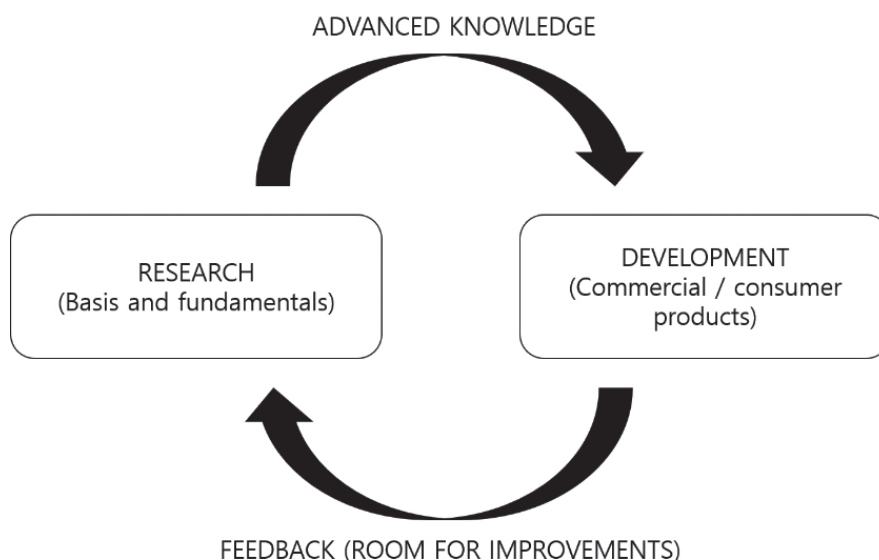 ADVANCED KNOWLEDGE
RESEARCH
(Basis and fundamentals)
DEVELOPMENT
(Commercial / consumer
products)
FEEDBACK (ROOM FOR IMPROVEMENTS)